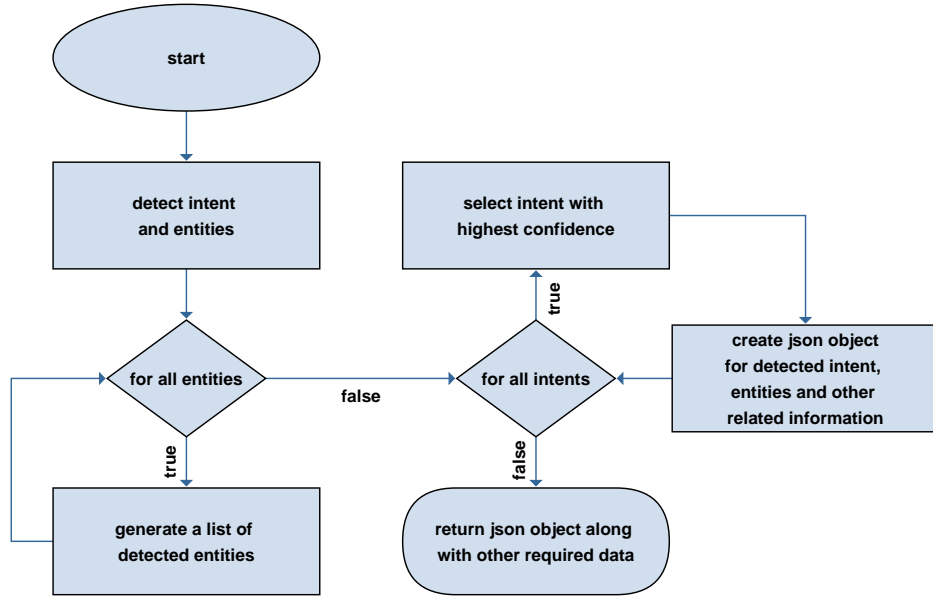 start
detect intent
and entities
for all entities
true
generate a list of
detected entities
false
select intent with
highest confidence
true
for all intents
false
create json object
for detected intent,
entities and other
related information
return json object along
with other required data